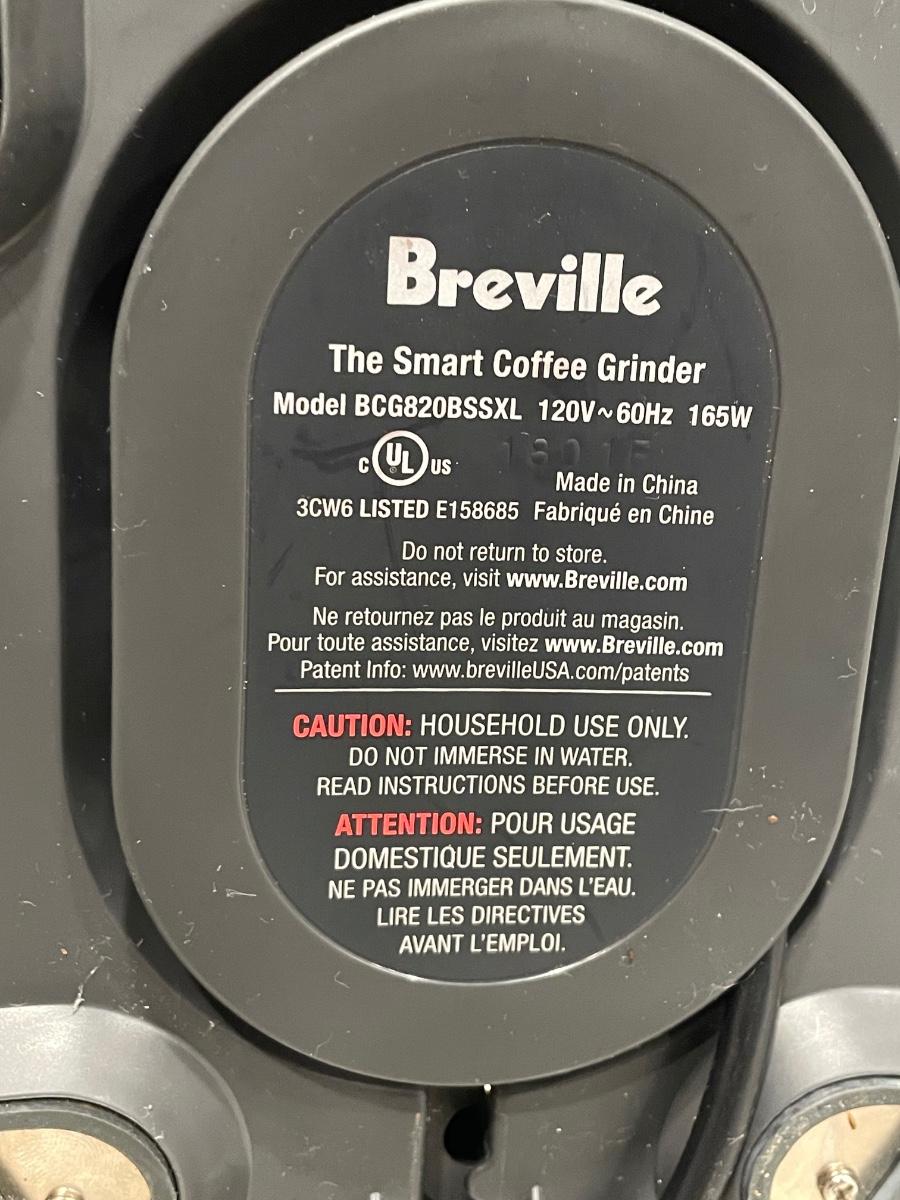 Breville
The Smart Coffee Grinder
Model BCG820BSSXL 120V~60Hz 165W
C UL US
Made in China
3CW6 LISTED E158685 Fabriqué en Chine
Do not return to store.
For assistance, visit www.Breville.com
Ne retournez pas le produit au magasin.
Pour toute assistance, visitez www.Breville.com
Patent Info: www.brevilleUSA.com/patents
CAUTION: HOUSEHOLD USE ONLY.
DO NOT IMMERSE IN WATER.
READ INSTRUCTIONS BEFORE USE.
ATTENTION: POUR USAGE
DOMESTIQUE SEULEMENT.
NE PAS IMMERGER DANS L'EAU.
LIRE LES DIRECTIVES
AVANT L'EMPLOI.